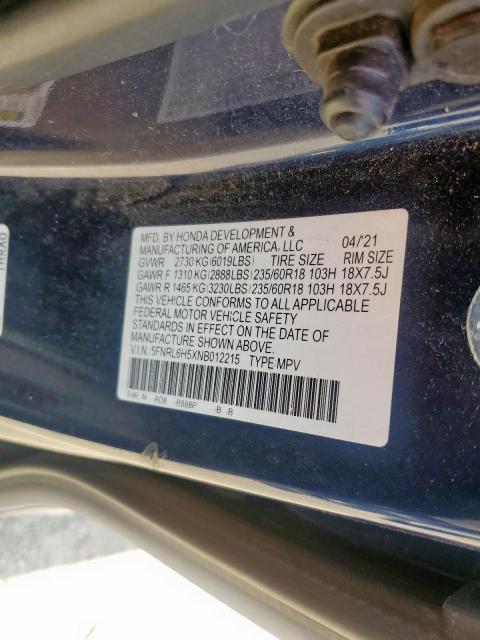 MFD. BY HONDA DEVELOPMENT & 
MANUFACTURING OF AMERICA, LLC 04/'21
GVWR 2730 KG (6019LBS) TIRE SIZE RIM SIZE
GAWR F 1310 KG (2888LBS) 235/60R18 103H 18X7.5J
GAWR R 1465 KG (3230LBS) 235/60R18 103H 18X7.5J
THIS VEHICLE CONFORMS TO ALL APPLICABLE
FEDERAL MOTOR VEHICLE SAFETY
STANDARDS IN EFFECT ON THE DATE OF
MANUFACTURE SHOWN ABOVE.
V.I.N. 5FNRL6H5XNB012215 TYPE:MPV
THR N AD8 -B588P -B -B